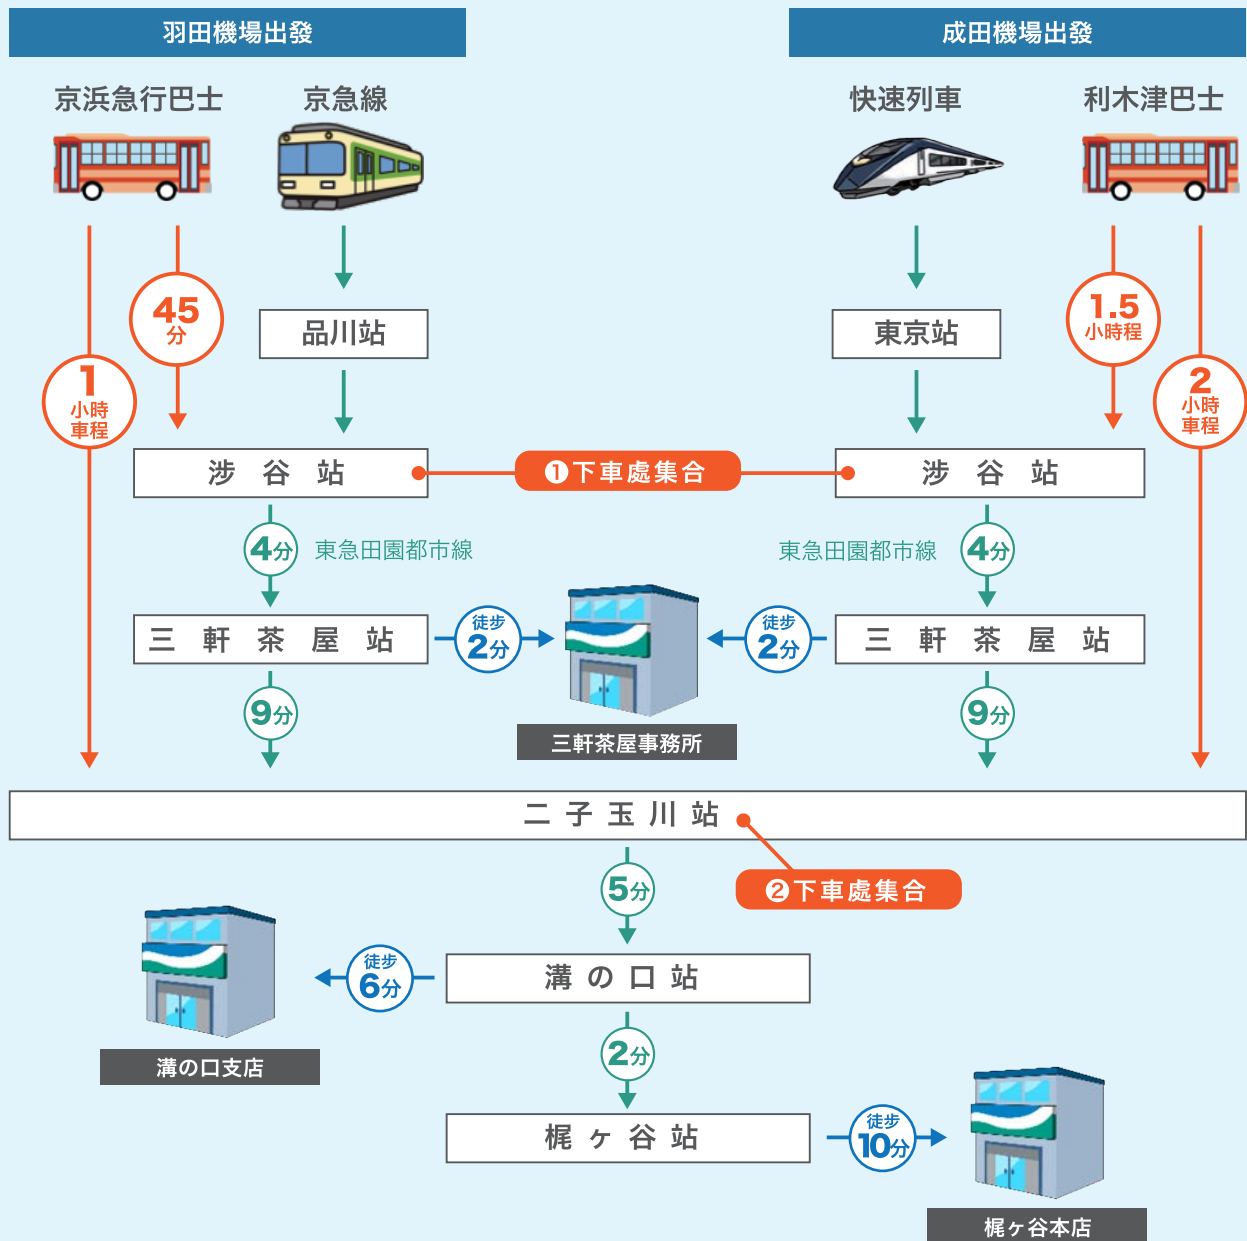 羽田機場出發
成田機場出發
京浜急行巴士
京急線
快速列車
利木津巴士
45
分
品川站
東京站
1.5
小時程
1
小時
車程
2
小時
車程
渉谷站
❶下車處集合
渉谷站
4分
東急田園都市線
東急田園都市線
4分
三軒茶屋站
徒步
2分
徒步
2分
三軒茶屋站
9分
9分
三軒茶屋事務所
二子玉川站
5分
❷下車處集合
徒步
6分
溝の口站
溝の口支店
2分
梶ヶ谷站
徒步
10分
梶ヶ谷本店